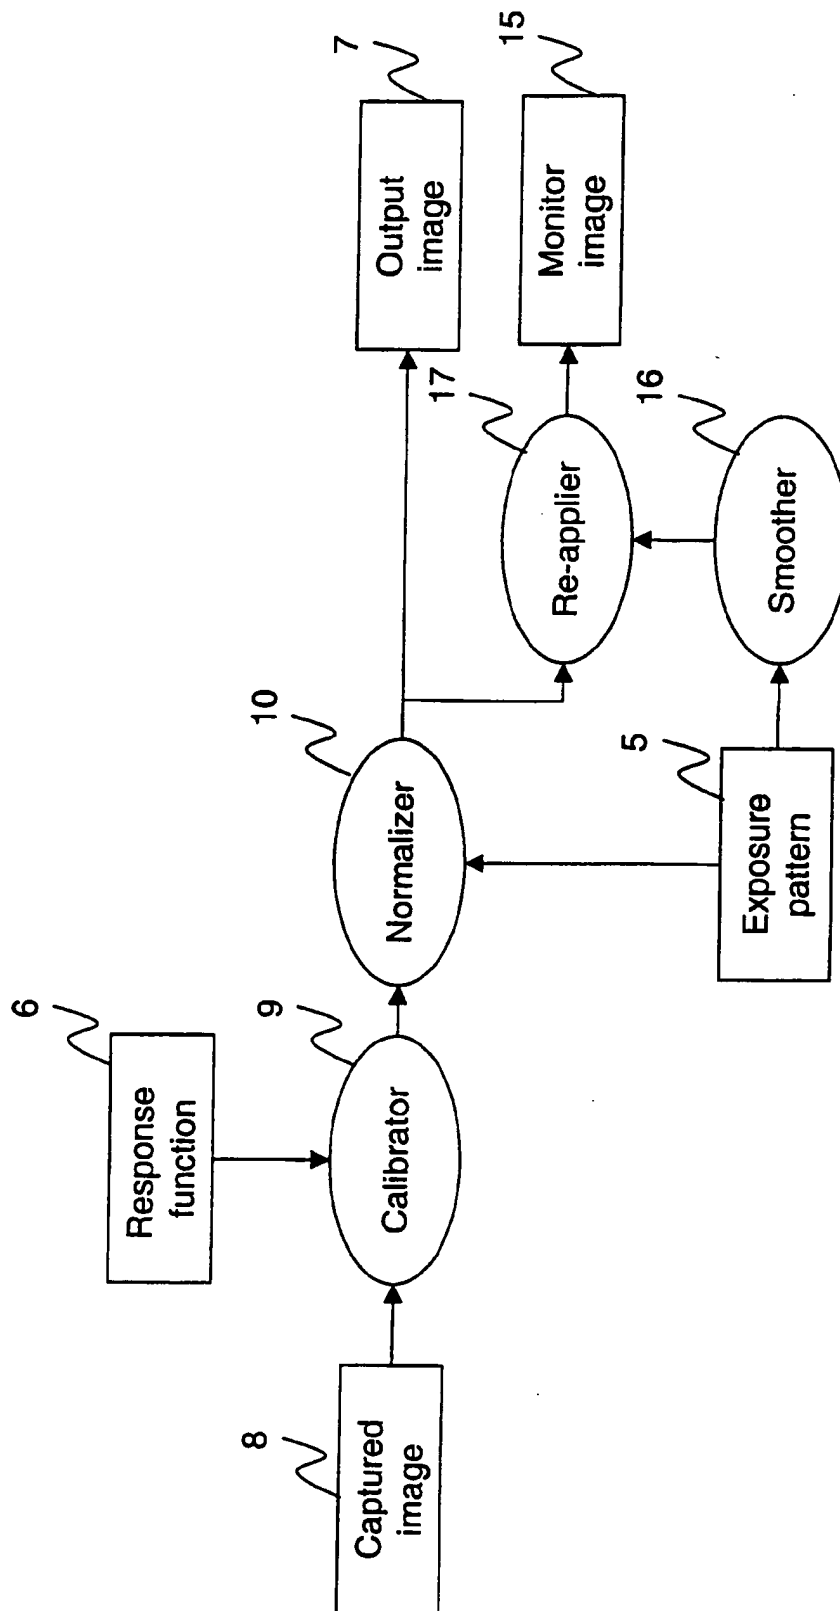 6
Response
function
8
Captured
image
9
Calibrator
10
Normalizer
7
Output
image
17
Re-applier
15
Monitor
image
5
Exposure
pattern
16
Smoother